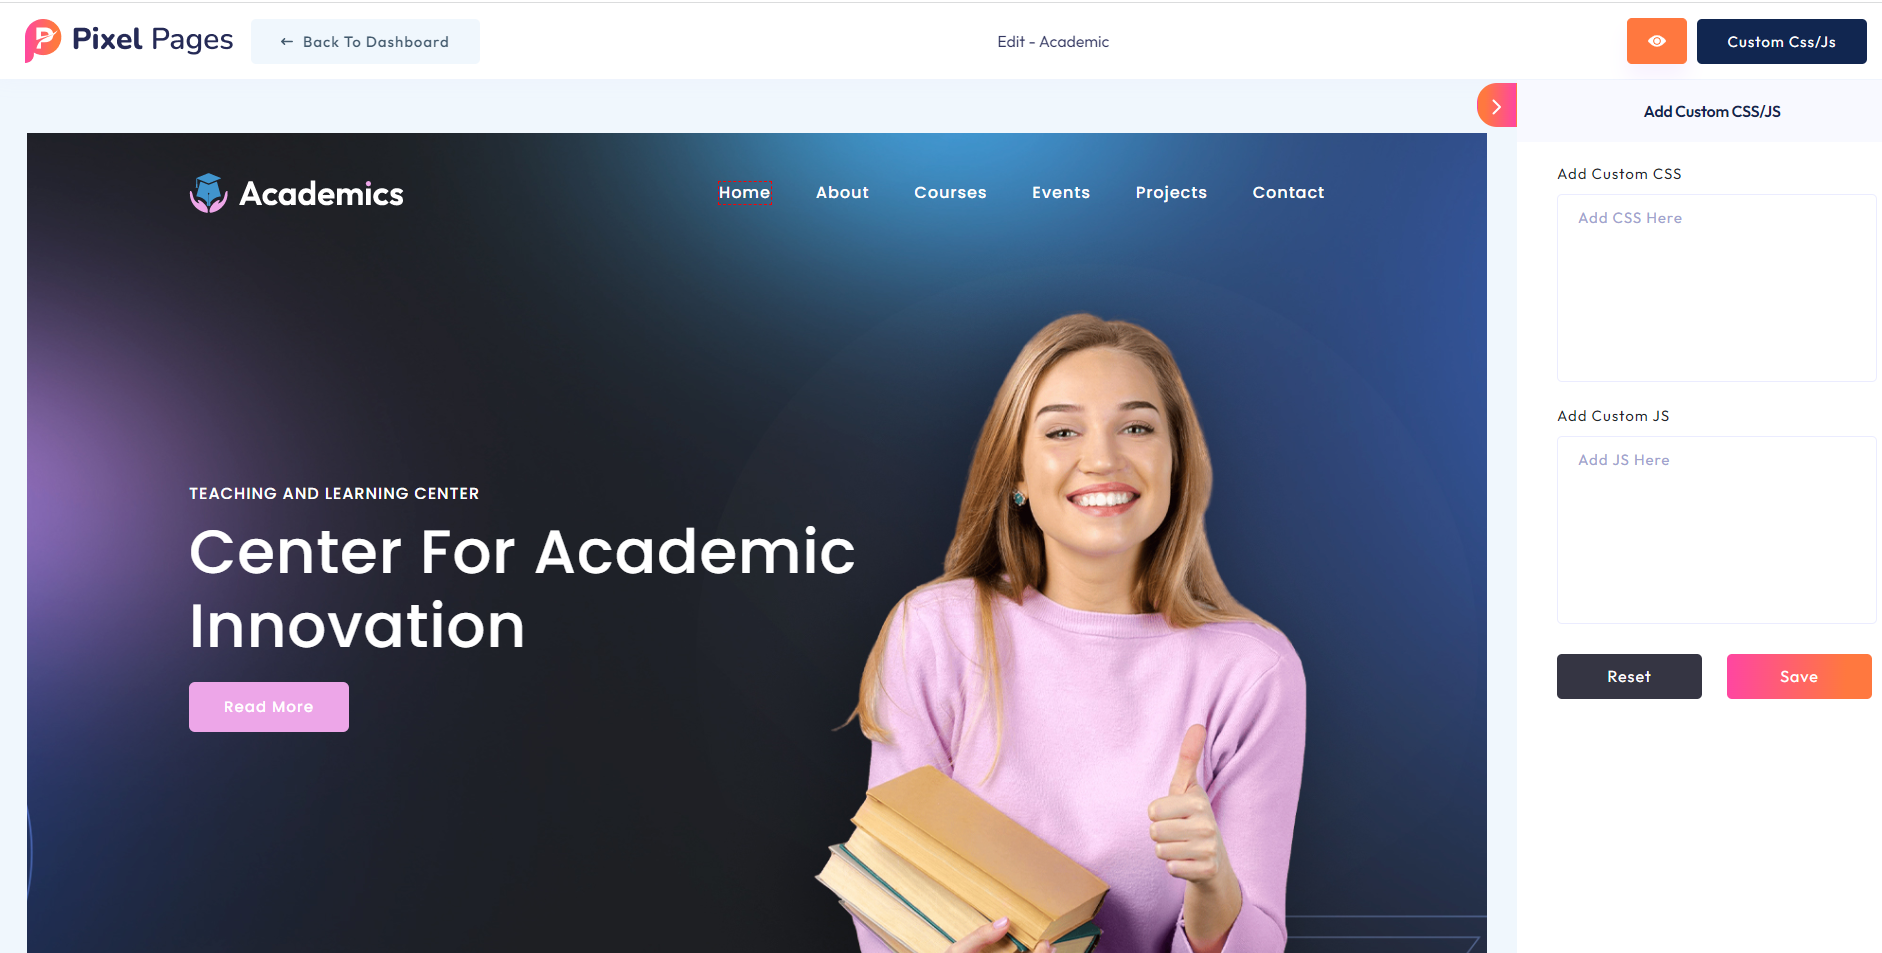 Pixel Pages
← Back To Dashboard
Edit - Academic
Custom Css/Js
Add Custom CSS/JS
Academics
Home About Courses Events Projects Contact
TEACHING AND LEARNING CENTER
Center For Academic
Innovation
Read More
Add Custom CSS
Add CSS Here
Add Custom JS
Add JS Here
Reset
Save